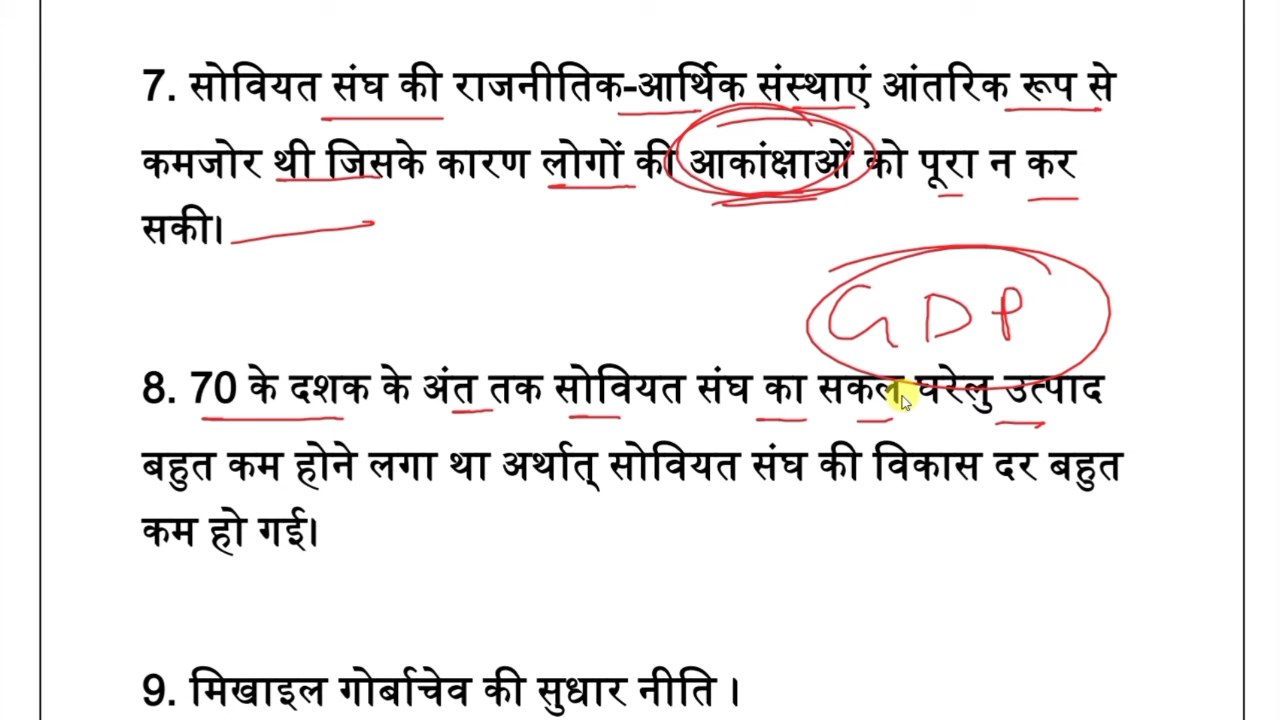 7. सोवियत संघ की राजनीतिक-आर्थिक संस्थाएं आंतरिक रूप से
कमजोर थी जिसके कारण लोगों की आकांक्षाओं को पूरा न कर
सकी।
GDP
8. 70 के दशक के अंत तक सोवियत संघ का सकल घरेलु उत्पाद
बहुत कम होने लगा था अर्थात् सोवियत संघ की विकास दर बहुत
कम हो गई।
9. मिखाइल गोर्बाचेव की सुधार नीति ।